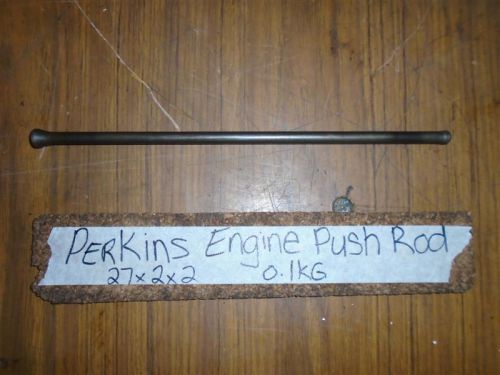 PERKINS Engine Push Rod
27x2x2 0.1KG